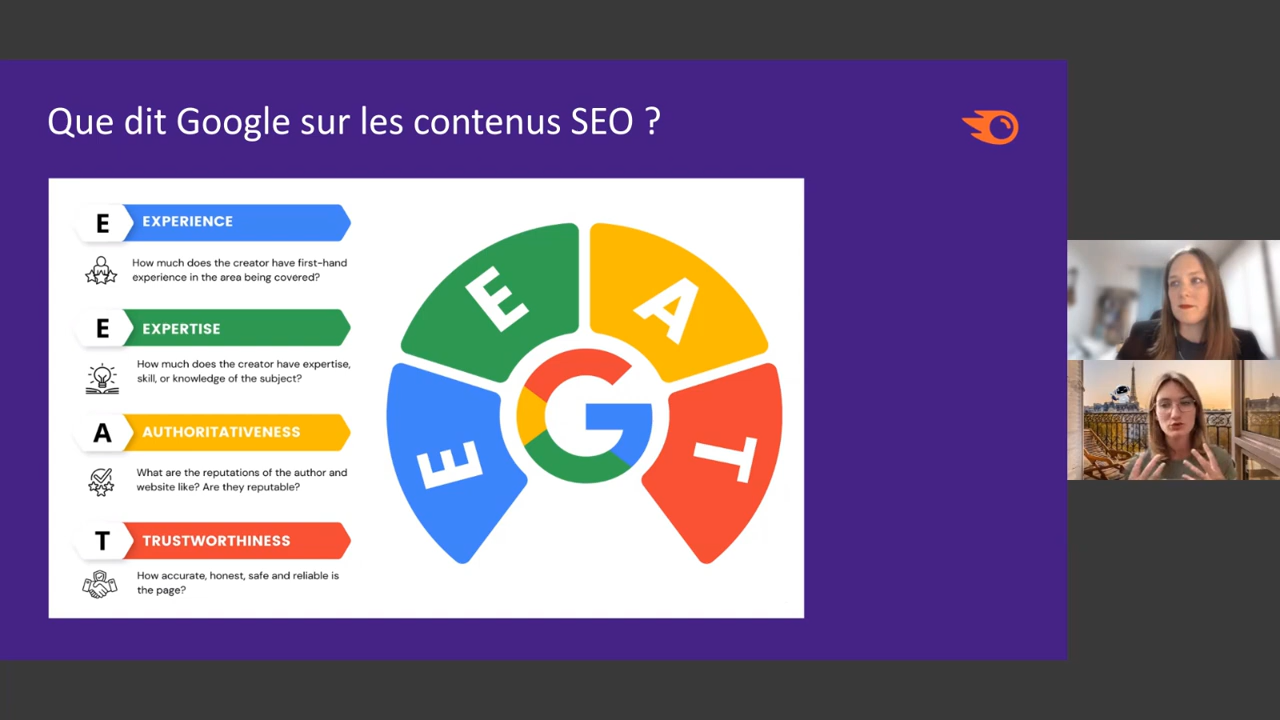 Que dit Google sur les contenus SEO ?
E
EXPERIENCE
How much does the creator have first-hand
experience in the area being covered?
E
EXPERTISE
How much does the creator have expertise,
skill, or knowledge of the subject?
A
AUTHORITATIVENESS
What are the reputations of the author and
website like? Are they reputable?
T
TRUSTWORTHINESS
How accurate, honest, safe and reliable is
the page?
E
E
A
T
G